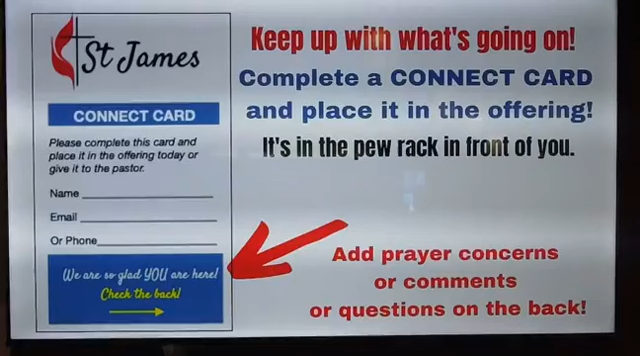 St James
CONNECT CARD
Please complete this card and
place it in the offering today or
give it to the pastor.
Name
Email
Or Phone
We are so glad YOU are here!
Check the back!
Keep up with what's going on!
Complete a CONNECT CARD
and place it in the offering!
It's in the pew rack in front of you.
Add prayer concerns
or comments
or questions on the back!